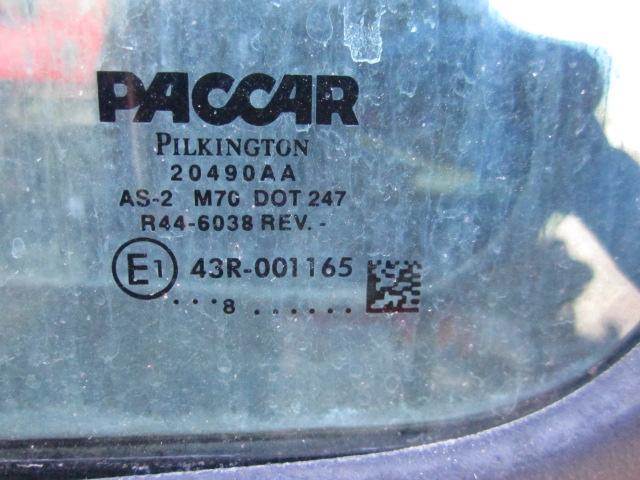 PACCAR
PILKINGTON
20490AA
AS-2 M70 DOT 247
R44-6038 REV. -
E1 43R-001165
...8......